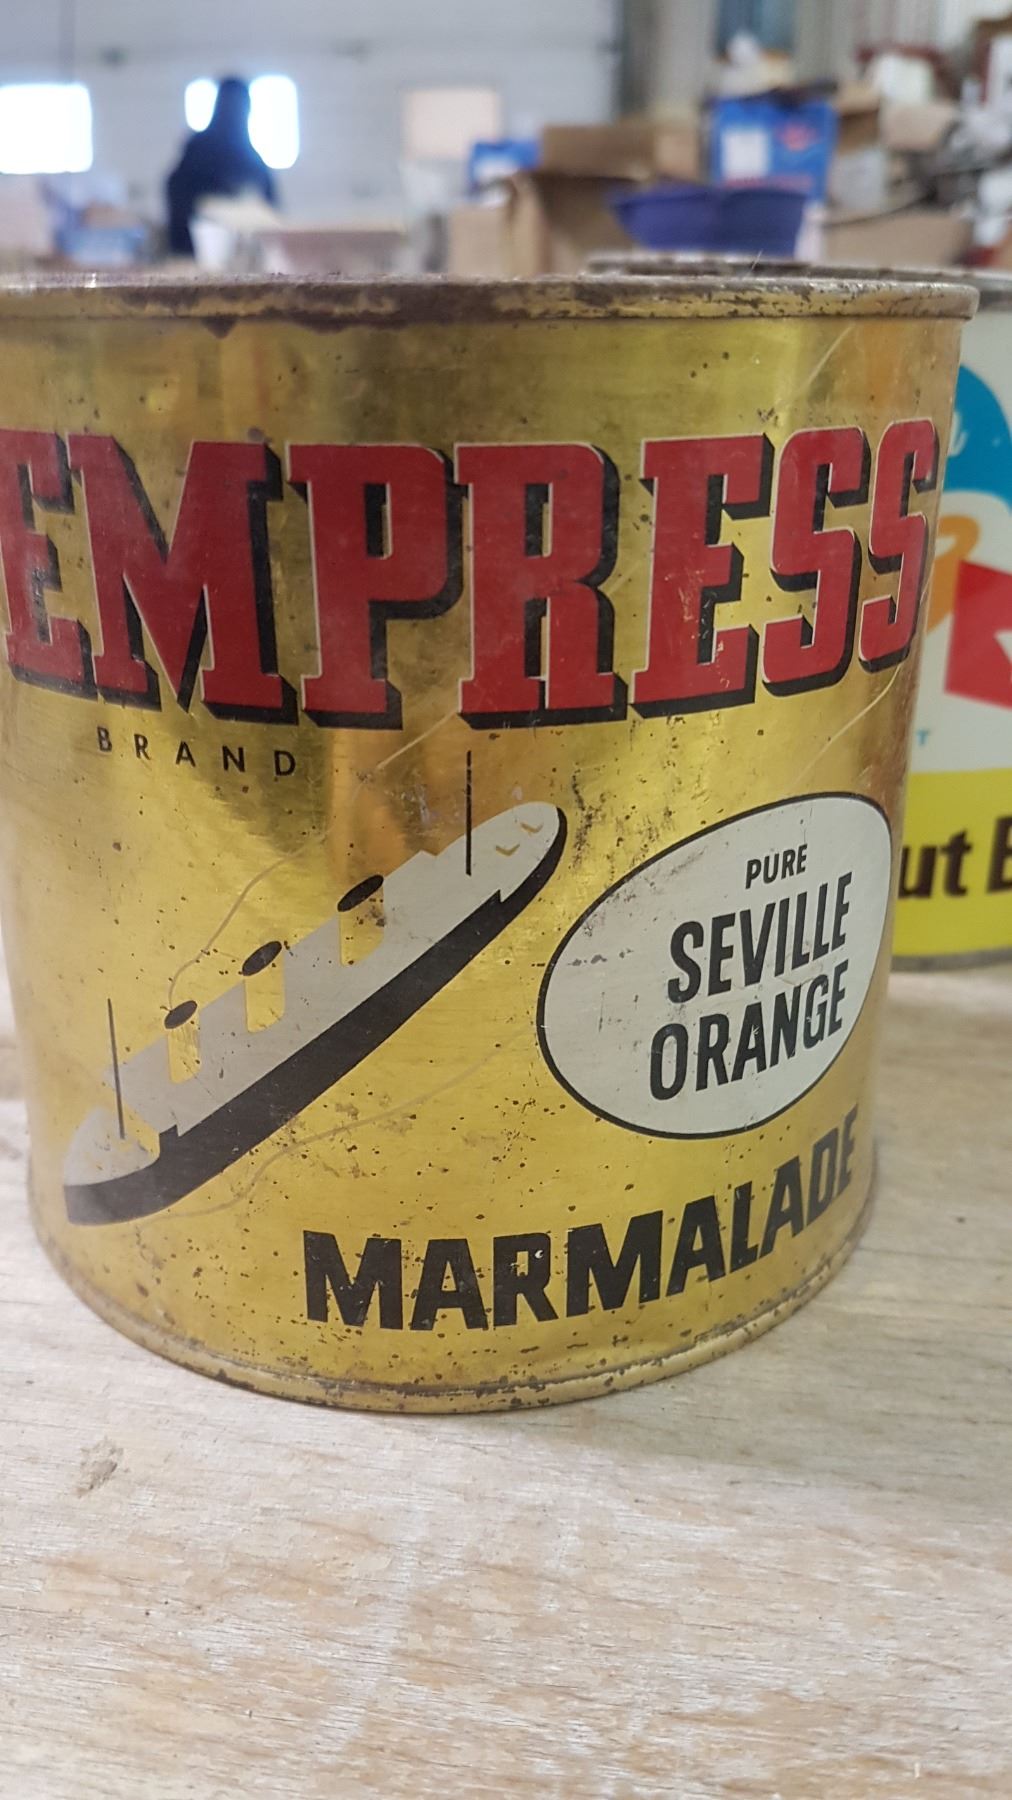 EMPRESS
BRAND
PURE
SEVILLE
ORANGE
MARMALADE